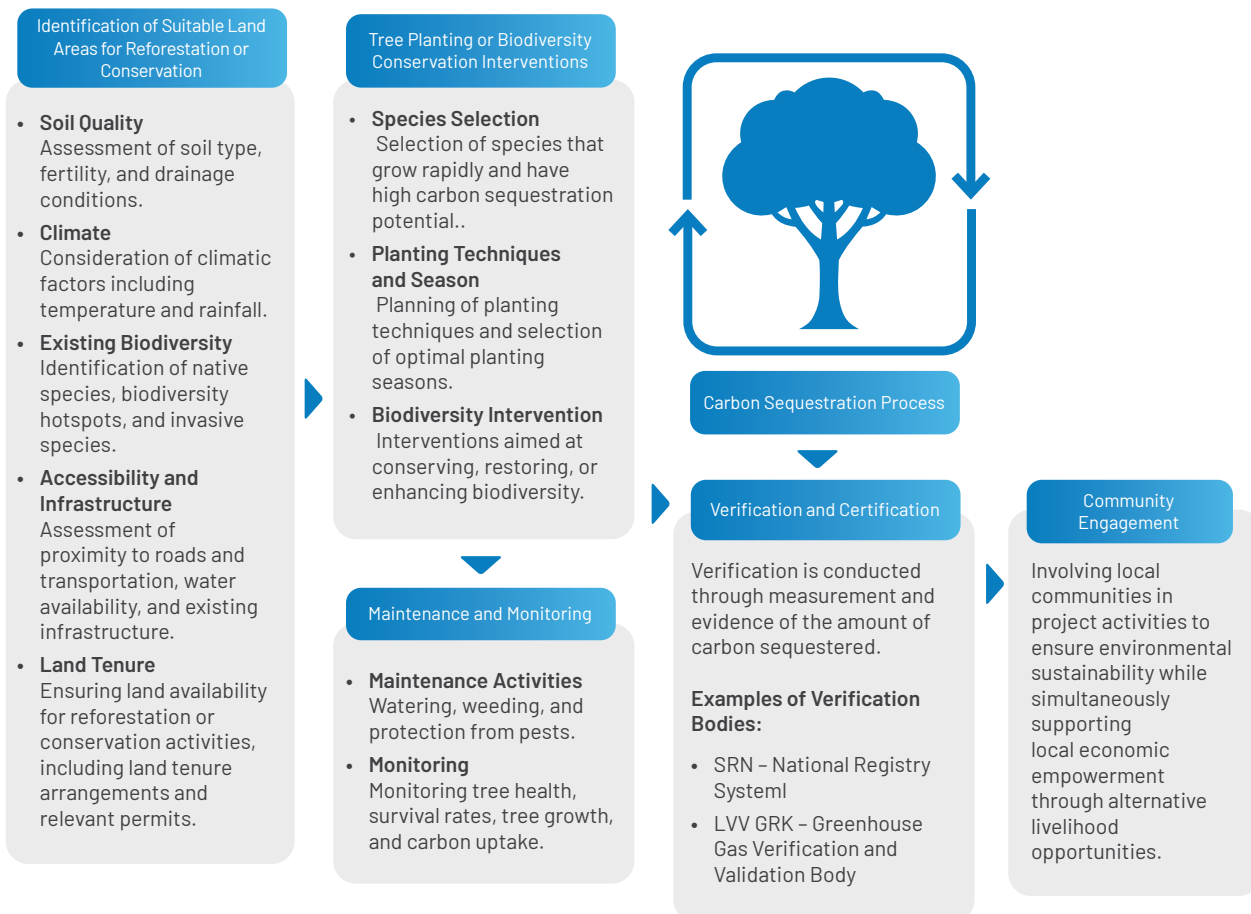 Identification of Suitable Land
Areas for Reforestation or
Conservation
• Soil Quality
Assessment of soil type,
fertility, and drainage
conditions.
• Climate
Consideration of climatic
factors including
temperature and rainfall.
• Existing Biodiversity
Identification of native
species, biodiversity
hotspots, and invasive
species.
• Accessibility and
Infrastructure
Assessment of
proximity to roads and
transportation, water
availability, and existing
infrastructure.
• Land Tenure
Ensuring land availability
for reforestation or
conservation activities,
including land tenure
arrangements and
relevant permits.
Tree Planting or Biodiversity
Conservation Interventions
• Species Selection
Selection of species that
grow rapidly and have
high carbon sequestration
potential..
• Planting Techniques
and Season
Planning of planting
techniques and selection
of optimal planting
seasons.
• Biodiversity Intervention
Interventions aimed at
conserving, restoring, or
enhancing biodiversity.
Maintenance and Monitoring
• Maintenance Activities
Watering, weeding, and
protection from pests.
• Monitoring
Monitoring tree health,
survival rates, tree growth,
and carbon uptake.
Carbon Sequestration Process
Verification and Certification
Verification is conducted
through measurement and
evidence of the amount of
carbon sequestered.
Examples of Verification
Bodies:
• SRN – National Registry
Systeml
• LVV GRK – Greenhouse
Gas Verification and
Validation Body
Community
Engagement
Involving local
communities in
project activities to
ensure environmental
sustainability while
simultaneously
supporting
local economic
empowerment
through alternative
livelihood
opportunities.